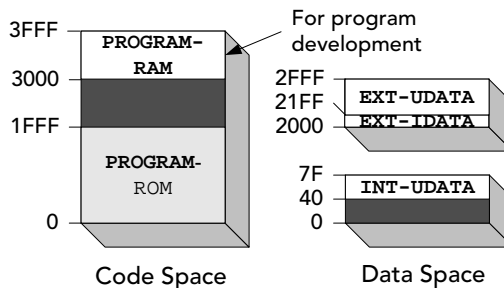 For program
development
3FFF
PROGRAM-
RAM
3000
1FFF
PROGRAM-
ROM
0
Code Space
2FFF
EXT-UDATA
21FF
EXT-IDATA
2000
7F
INT-UDATA
40
0
Data Space